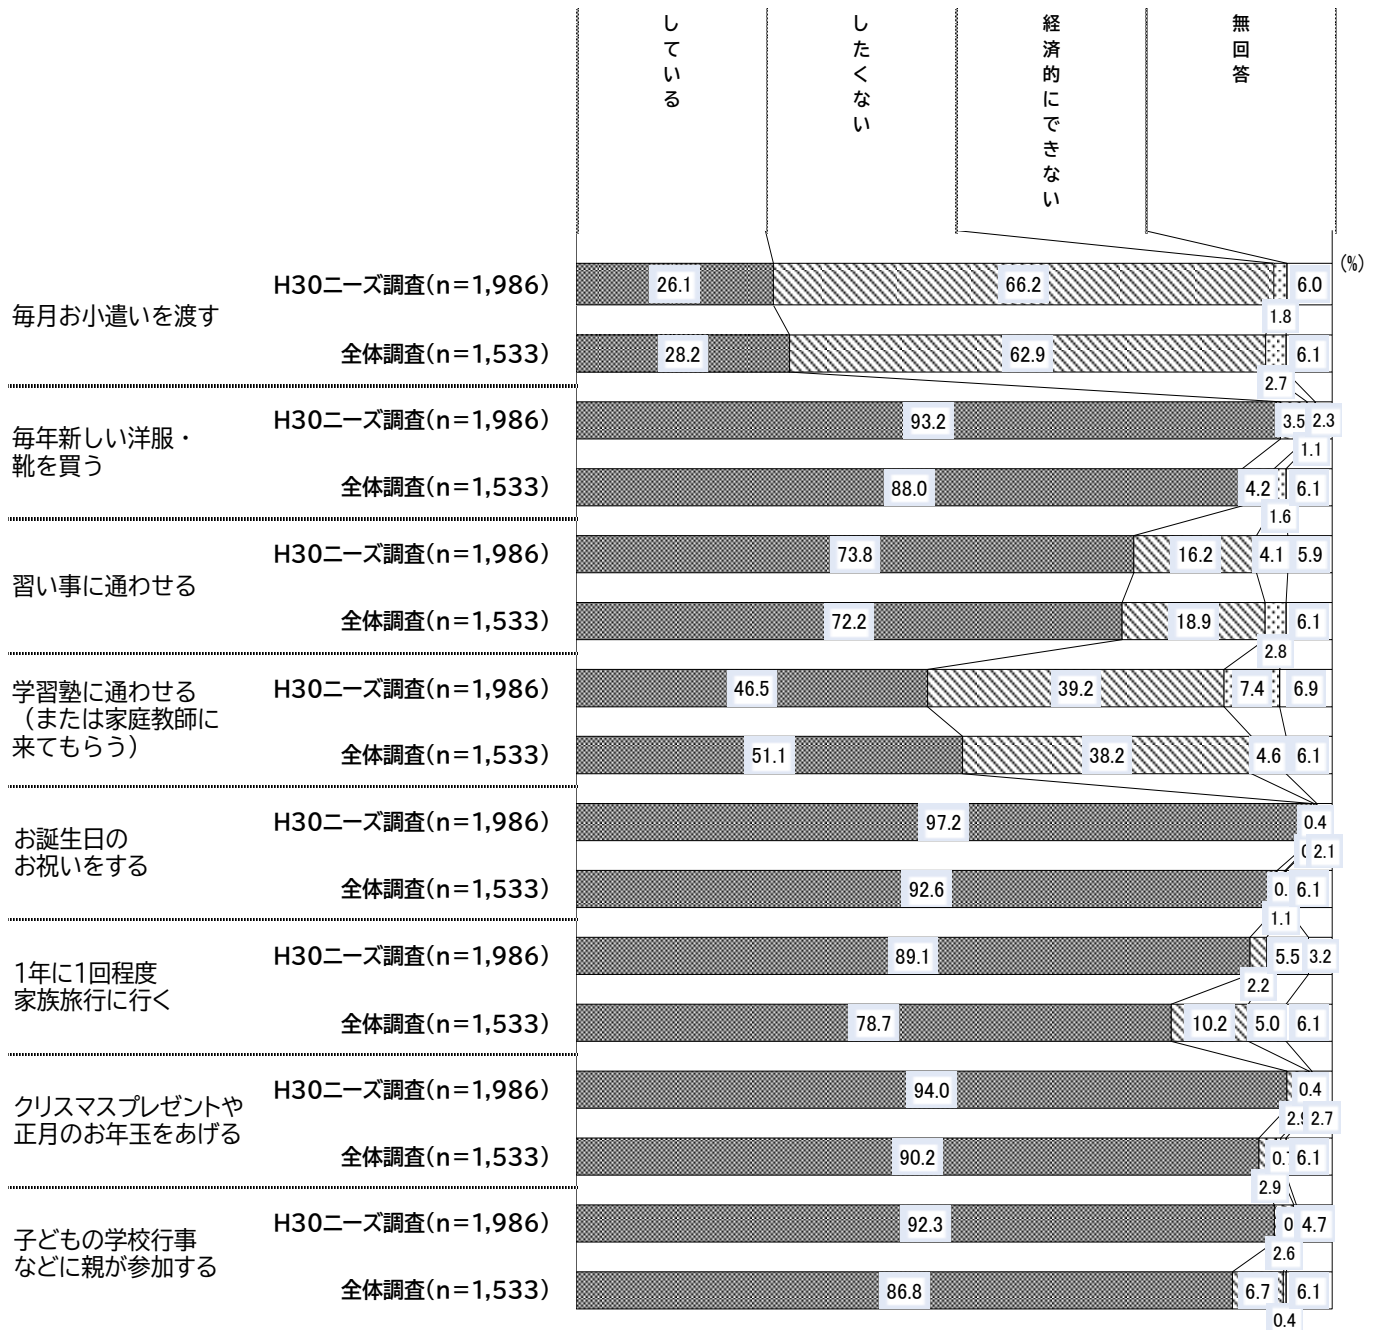 している
したくない
経済的にできない
無回答
(%)
毎月お小遣いを渡す
H30ニーズ調査(n=1,986)
26.1
66.2
1.8
6.0
全体調査(n=1,533)
28.2
62.9
2.7
6.1
毎年新しい洋服・
靴を買う
H30ニーズ調査(n=1,986)
93.2
3.5
2.3
1.1
全体調査(n=1,533)
88.0
4.2
1.6
6.1
習い事に通わせる
H30ニーズ調査(n=1,986)
73.8
16.2
4.1
5.9
全体調査(n=1,533)
72.2
18.9
2.8
6.1
学習塾に通わせる
(または家庭教師に
来てもらう)
H30ニーズ調査(n=1,986)
46.5
39.2
7.4
6.9
全体調査(n=1,533)
51.1
38.2
4.6
6.1
お誕生日の
お祝いをする
H30ニーズ調査(n=1,986)
97.2
0.4
2.1
全体調査(n=1,533)
92.6
6.1
1.1
1年に1回程度
家族旅行に行く
H30ニーズ調査(n=1,986)
89.1
2.2
5.5
3.2
全体調査(n=1,533)
78.7
10.2
5.0
6.1
クリスマスプレゼントや
正月のお年玉をあげる
H30ニーズ調査(n=1,986)
94.0
0.4
2.9
2.7
全体調査(n=1,533)
90.2
6.1
2.9
子どもの学校行事
などに親が参加する
H30ニーズ調査(n=1,986)
92.3
4.7
2.6
全体調査(n=1,533)
86.8
6.7
6.1
0.4